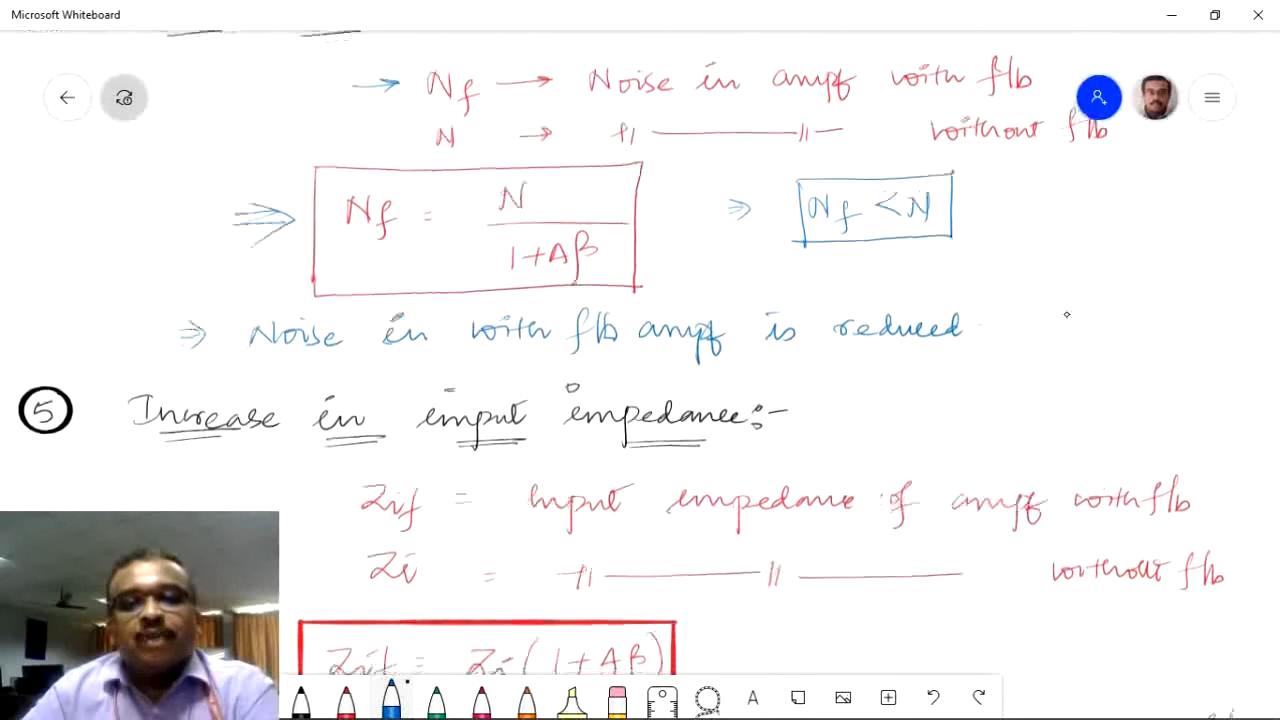 Microsoft Whiteboard
→ Nf → Noise in ampf with f/b
N → −〃 ———— 〃 — without f/b
⇒ Nf = N / 1+Aβ ⇒ Nf < N
⇒ Noise in with f/b ampf is reduced
5 Increase in input impedance:-
Zif = Input impedance of ampf with f/b
Zi = −〃 ———— 〃 ———— without f/b
Zif = Zi (1+Aβ)
A